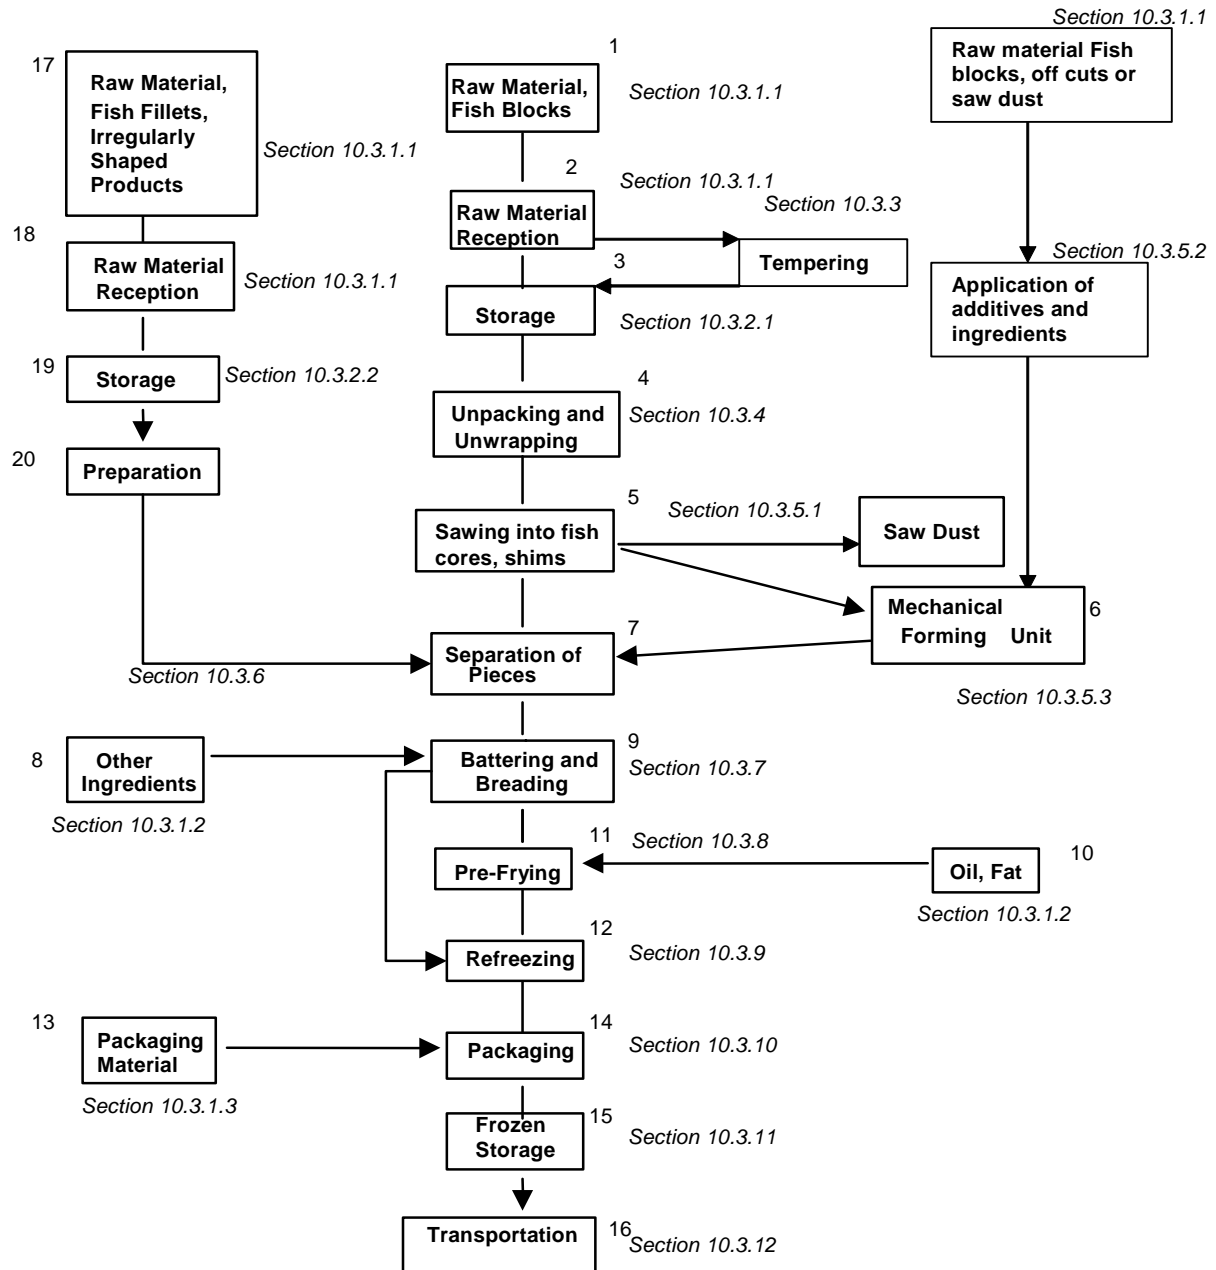 Section 10.3.1.1
1
17
Raw Material,
Fish Fillets,
Irregularly
Shaped
Products
Section 10.3.1.1
Raw Material,
Fish Blocks
Section 10.3.1.1
Raw material Fish
blocks, off cuts or
saw dust
2
Section 10.3.1.1
Section 10.3.3
18
Raw Material
Reception
Section 10.3.1.1
Raw Material
Reception
3
Tempering
Section 10.3.5.2
Application of
additives and
ingredients
Storage
Section 10.3.2.1
19
Storage
Section 10.3.2.2
4
Unpacking and
Unwrapping
Section 10.3.4
20
Preparation
5
Section 10.3.5.1
Sawing into fish
cores, shims
Saw Dust
Mechanical
Forming Unit
6
7
Separation of
Pieces
Section 10.3.6
Section 10.3.5.3
8
Other
Ingredients
Section 10.3.1.2
9
Battering and
Breading
Section 10.3.7
11
Section 10.3.8
Pre-Frying
10
Oil, Fat
Section 10.3.1.2
12
Refreezing
Section 10.3.9
13
Packaging
Material
Section 10.3.1.3
14
Packaging
Section 10.3.10
15
Frozen
Storage
Section 10.3.11
16
Transportation
Section 10.3.12